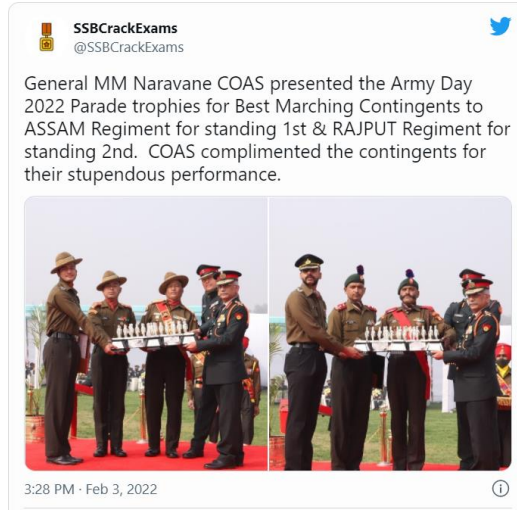 SSBCrackExams
@SSBCrackExams
General MM Naravane COAS presented the Army Day
2022 Parade trophies for Best Marching Contingents to
ASSAM Regiment for standing 1st & RAJPUT Regiment for
standing 2nd.  COAS complimented the contingents for
their stupendous performance.
3:28 PM · Feb 3, 2022